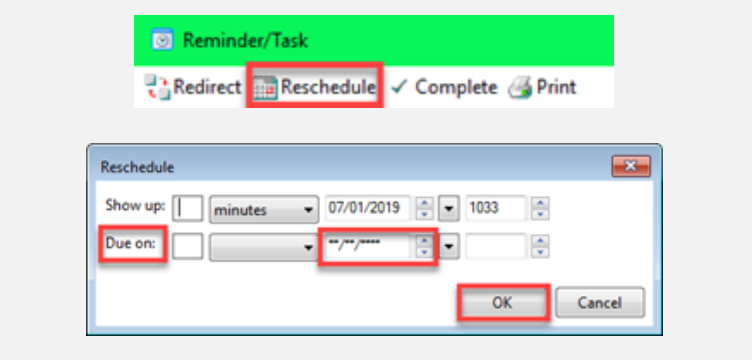 Reminder/Task
Redirect Reschedule Complete Print
Reschedule
Show up: minutes 07/01/2019 1033
Due on: **/**/****
OK Cancel